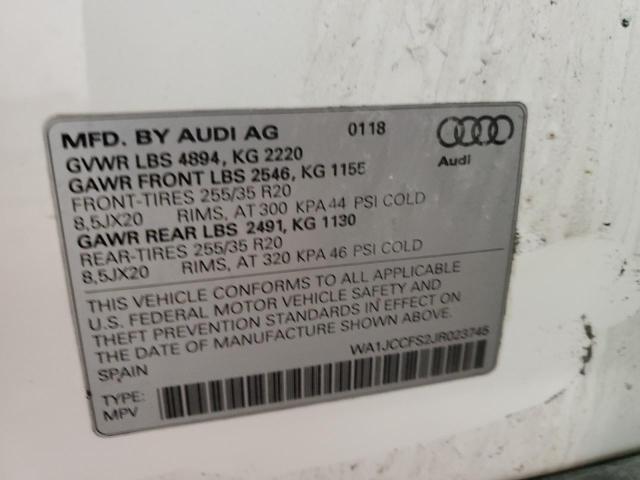 MFD. BY AUDI AG 0118
GVWR LBS 4894, KG 2220
Audi
GAWR FRONT LBS 2546, KG 1155
FRONT-TIRES 255/35 R20
8,5JX20 RIMS, AT 300 KPA 44 PSI COLD
GAWR REAR LBS 2491, KG 1130
REAR-TIRES 255/35 R20
8,5JX20 RIMS, AT 320 KPA 46 PSI COLD
THIS VEHICLE CONFORMS TO ALL APPLICABLE
U.S. FEDERAL MOTOR VEHICLE SAFETY AND
THEFT PREVENTION STANDARDS IN EFFECT ON
THE DATE OF MANUFACTURE SHOWN ABOVE.
SPAIN WA1JCCFS2JR023745
TYPE:
MPV